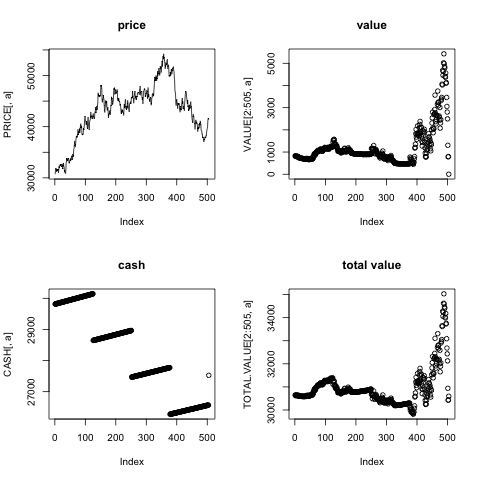 price
PRICE[, a]
30000 40000 50000
0 100 200 300 400 500
Index
value
VALUE[2:505, a]
0 1000 3000 5000
0 100 200 300 400 500
Index
cash
CASH[, a]
27000 29000
0 100 200 300 400 500
Index
total value
TOTAL.VALUE[2:505, a]
30000 32000 34000
0 100 200 300 400 500
Index